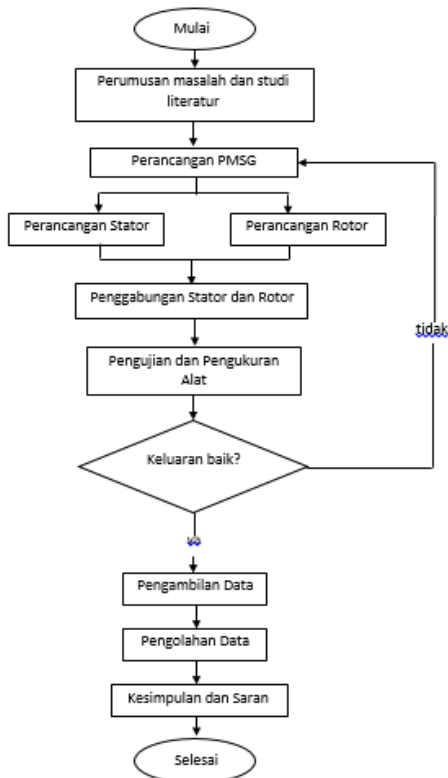 Mulai
Perumusan masalah dan studi
literatur
Perancangan PMSG
Perancangan Stator
Perancangan Rotor
Penggabungan Stator dan Rotor
tidak
Pengujian dan Pengukuran
Alat
Keluaran baik?
ya
Pengambilan Data
Pengolahan Data
Kesimpulan dan Saran
Selesai